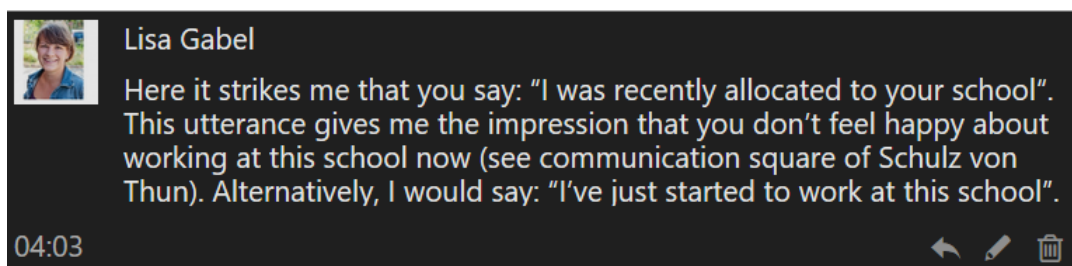 Lisa Gabel
Here it strikes me that you say: “I was recently allocated to your school“.
This utterance gives me the impression that you don’t feel happy about
working at this school now (see communication square of Schulz von
Thun). Alternatively, I would say: “I’ve just started to work at this school”.
04:03